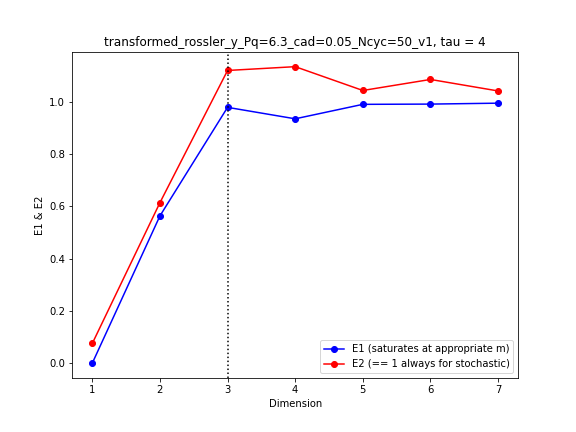 transformed_rossler_y_Pq=6.3_cad=0.05_Ncyc=50_v1, tau = 4
E1 & E2
1.0
0.8
0.6
0.4
0.2
0.0
E1 (saturates at appropriate m)
E2 (== 1 always for stochastic)
1 2 3 4 5 6 7
Dimension